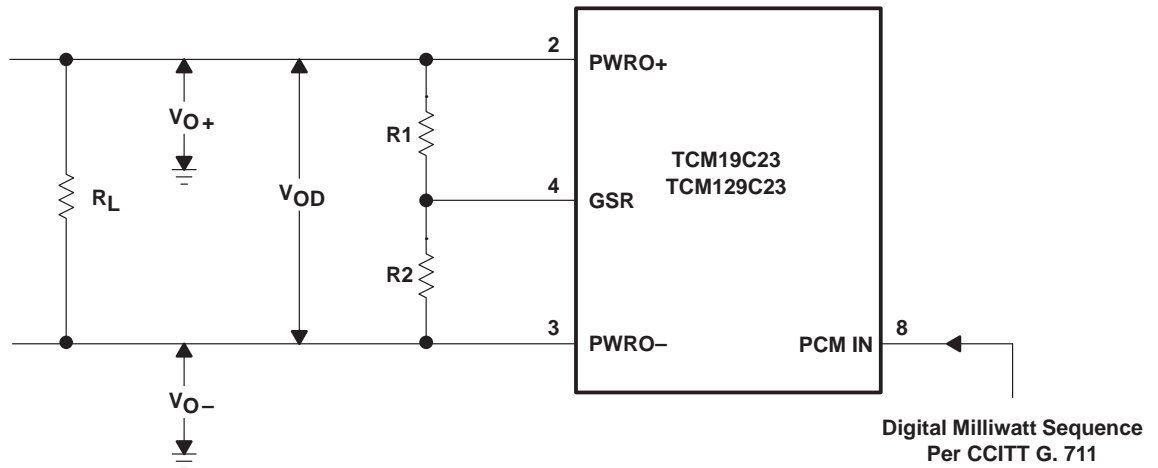 2
PWRO+
VO+
R1
TCM19C23
TCM129C23
RL
VOD
4
GSR
R2
3
PWRO–
PCM IN
8
VO–
Digital Milliwatt Sequence
Per CCITT G. 711